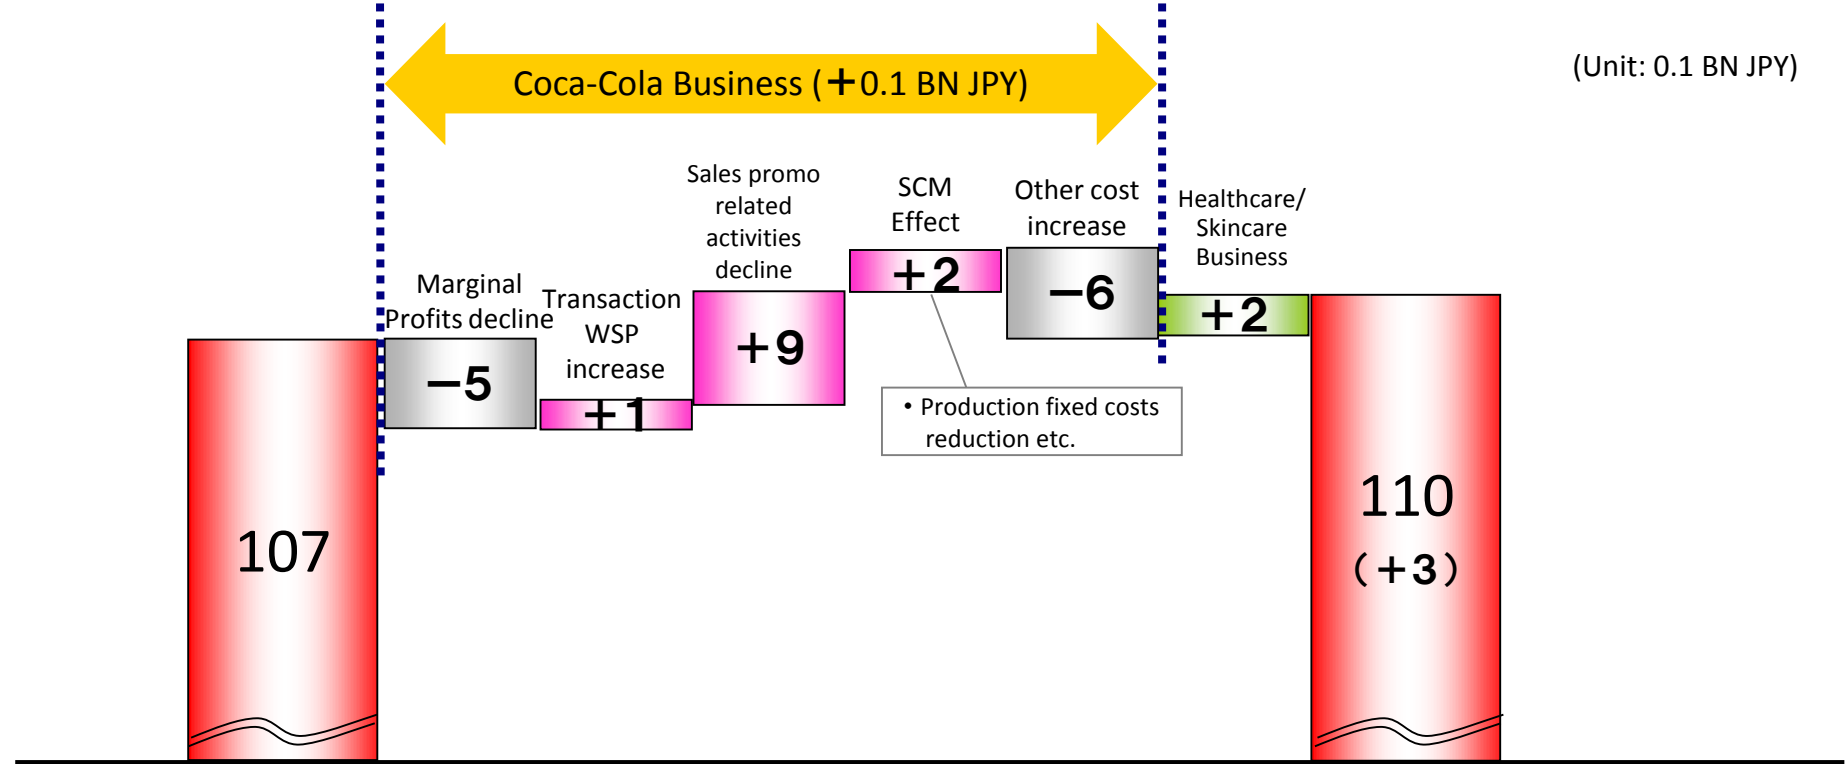 Coca-Cola Business (＋0.1 BN JPY)
(Unit: 0.1 BN JPY)
Marginal
Profits decline
Transaction
WSP
increase
Sales promo
related
activities
decline
SCM
Effect
Other cost
increase
Healthcare/
Skincare
Business
107
－5
＋1
＋9
＋2
－6
＋2
• Production fixed costs
reduction etc.
110
（＋3）